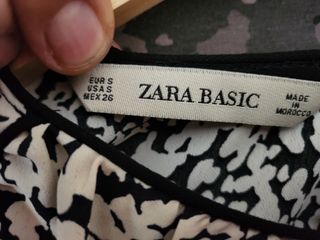 EUR S
USA S
MEX 26
ZARA BASIC
MADE
IN
MOROCCO